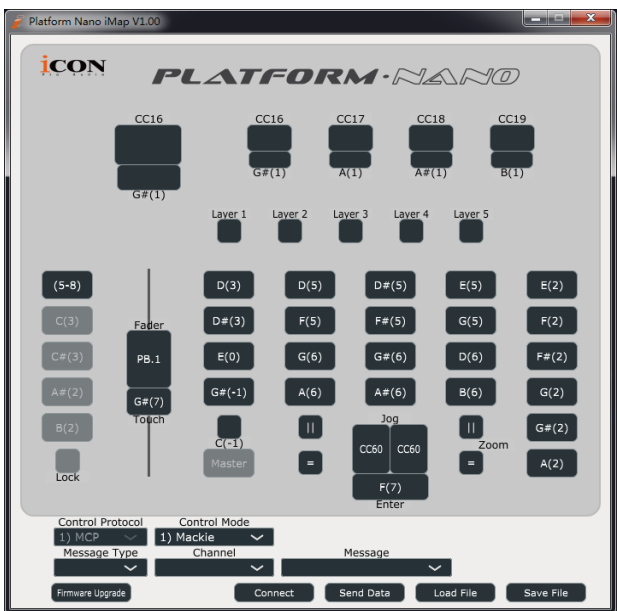 Platform Nano iMap V1.00
iCON
PRO AUDIO
PLATFORM·NANO
CC16 CC16 CC17 CC18 CC19
G#(1) G#(1) A(1) A#(1) B(1)
Layer 1 Layer 2 Layer 3 Layer 4 Layer 5
(5-8) D(3) D(5) D#(5) E(5) E(2)
C(3) Fader D#(3) F(5) F#(5) G(5) F(2)
C#(3) PB.1 E(0) G(6) G#(6) D(6) F#(2)
A#(2) G#(7) G#(-1) A(6) A#(6) B(6) G(2)
B(2) Touch || Jog || G#(2)
C(-1) CC60 CC60 Zoom
Lock Master = F(7) = A(2)
Enter
Control Protocol Control Mode
1) MCP 1) Mackie
Message Type Channel Message
Firmware Upgrade Connect Send Data Load File Save File